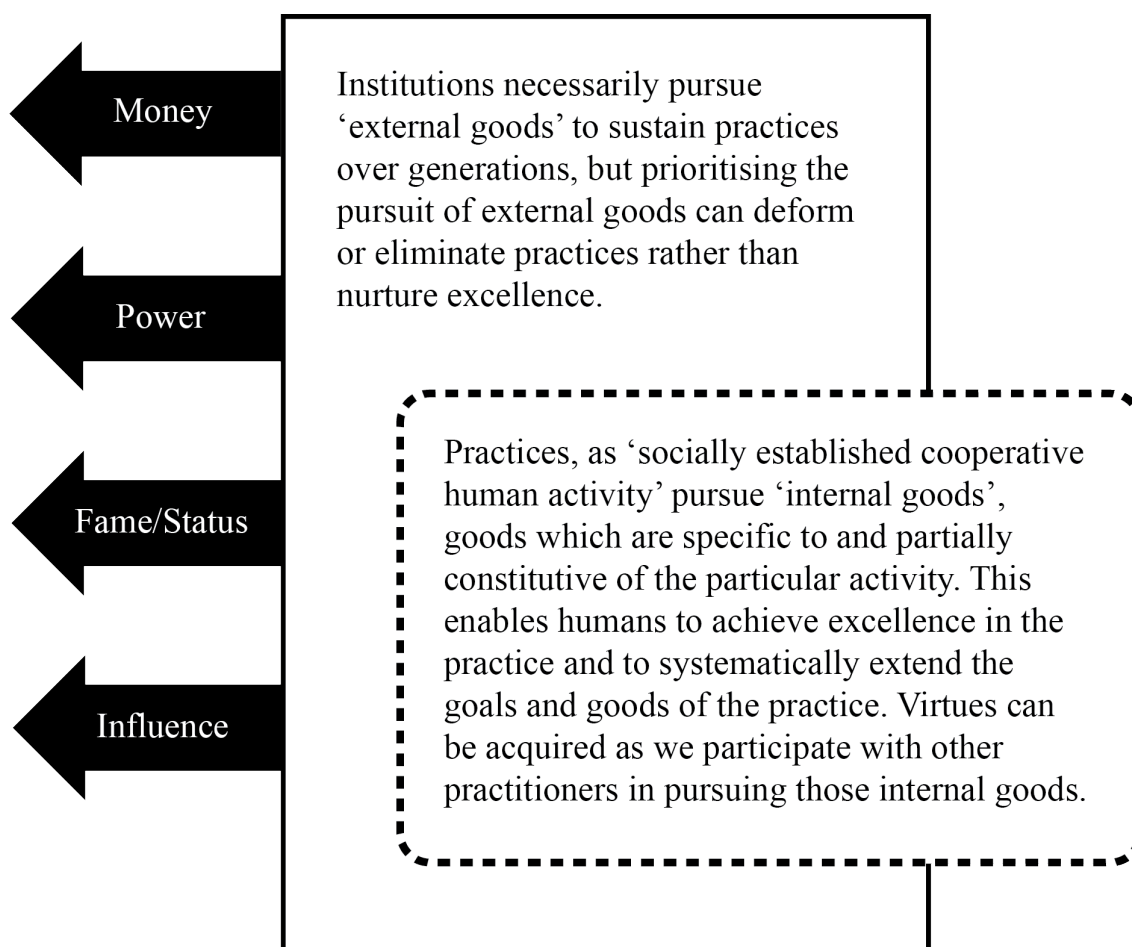 Money
Power
Fame/Status
Influence
Institutions necessarily pursue
‘external goods’ to sustain practices
over generations, but prioritising the
pursuit of external goods can deform
or eliminate practices rather than
nurture excellence.
Practices, as ‘socially established cooperative
human activity’ pursue ‘internal goods’,
goods which are specific to and partially
constitutive of the particular activity. This
enables humans to achieve excellence in the
practice and to systematically extend the
goals and goods of the practice. Virtues can
be acquired as we participate with other
practitioners in pursuing those internal goods.